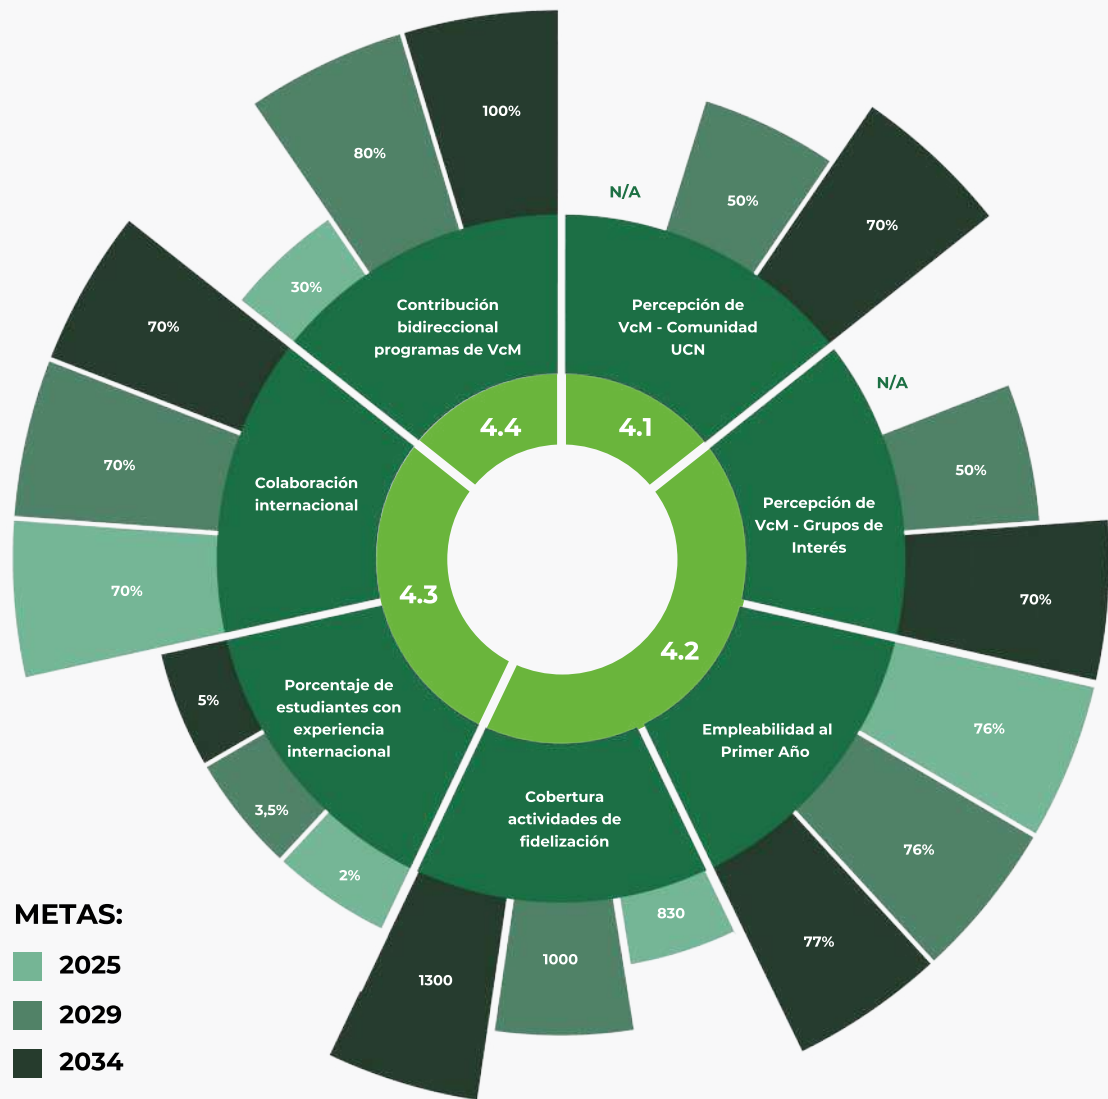 100%
80%
30%
N/A
50%
70%
Contribución
bidireccional
programas de VcM
Percepción de
VcM - Comunidad
UCN
4.4
4.1
70%
70%
70%
Colaboración
internacional
N/A
50%
70%
Percepción de
VcM - Grupos de
Interés
4.3
4.2
5%
3,5%
2%
Porcentaje de
estudiantes con
experiencia
internacional
Empleabilidad al
Primer Año
76%
76%
77%
Cobertura
actividades de
fidelización
830
1000
1300
METAS:
2025
2029
2034